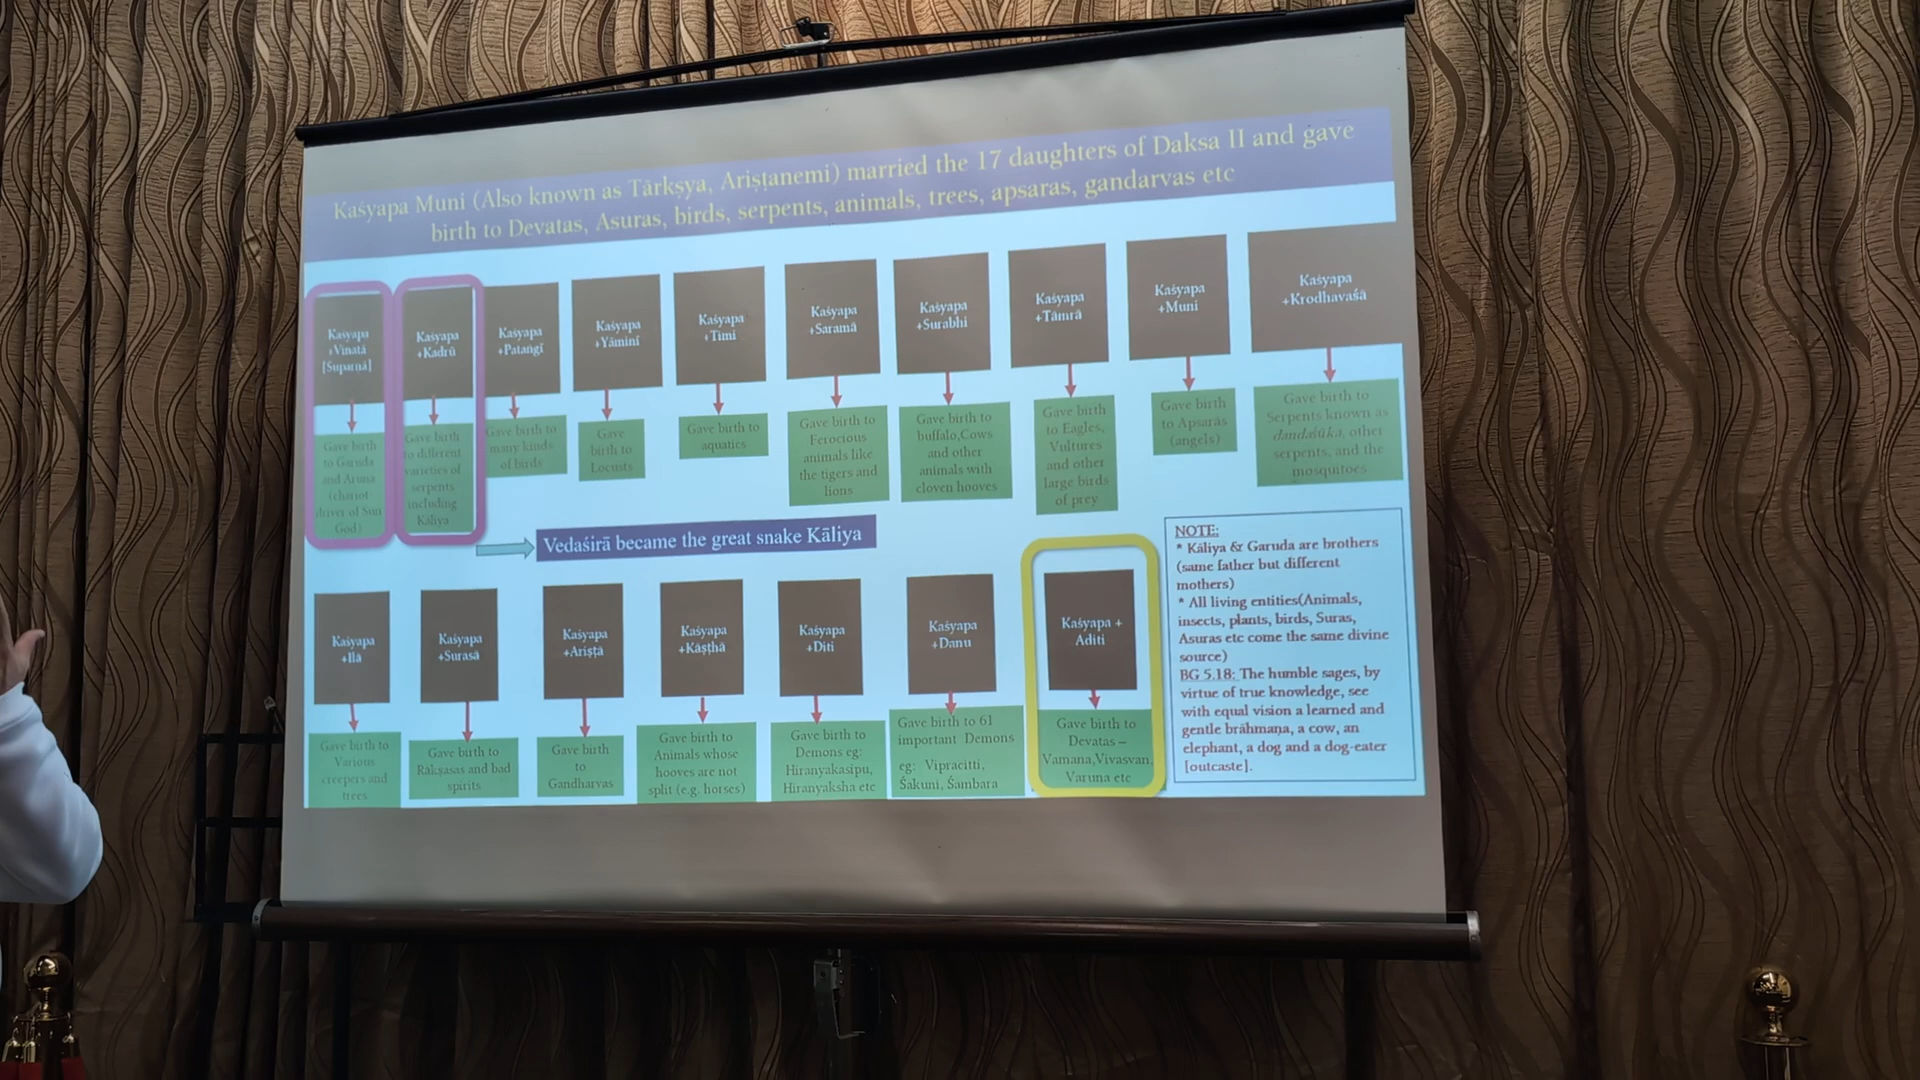 Kaśyapa Muni (Also known as Tārkṣya, Ariṣṭanemi) married the 17 daughters of Daksa II and gave
birth to Devatas, Asuras, birds, serpents, animals, trees, apsaras, gandarvas etc
Kaśyapa
+Vinatā
[Suparnā]
Gave birth
to Garuda
and Aruna
(chariot
driver of Sun
God)
Kaśyapa
+Kadrū
Gave birth
to different
varieties of
serpents
including
Kāliya
Kaśyapa
+Pataṅgī
Gave birth to
many kinds
of birds
Kaśyapa
+Yāminī
Gave
birth to
Locusts
Kaśyapa
+Timi
Gave birth to
aquatics
Kaśyapa
+Saramā
Gave birth to
Ferocious
animals like
the tigers and
lions
Kaśyapa
+Surabhi
Gave birth to
buffalo,Cows
and other
animals with
cloven hooves
Kaśyapa
+Tāmrā
Gave birth
to Eagles,
Vultures
and other
large birds
of prey
Kaśyapa
+Muni
Gave birth
to Apsarās
(angels)
Kaśyapa
+Krodhavaśā
Gave birth to
Serpents known as
dandaśūka, other
serpents, and the
mosquitoes
Vedaśirā became the great snake Kāliya
Kaśyapa
+Ilā
Gave birth to
Various
creepers and
trees
Kaśyapa
+Surasā
Gave birth to
Rākṣasas and bad
spirits
Kaśyapa
+Ariṣṭā
Gave birth
to
Gandharvas
Kaśyapa
+Kāṣṭhā
Gave birth to
Animals whose
hooves are not
split (e.g. horses)
Kaśyapa
+Diti
Gave birth to
Demons eg:
Hiranyakasipu,
Hiranyaksha etc
Kaśyapa
+Danu
Gave birth to 61
important Demons
eg: Vipracitti,
Śakuni, Śambara
Kaśyapa +
Aditi
Gave birth to
Devatas –
Vamana,Vivasvan,
Varuna etc
NOTE:
* Kāliya & Garuda are brothers
(same father but different
mothers)
* All living entities(Animals,
insects, plants, birds, Suras,
Asuras etc come the same divine
source)
BG 5.18: The humble sages, by
virtue of true knowledge, see
with equal vision a learned and
gentle brāhmaṇa, a cow, an
elephant, a dog and a dog-eater
[outcaste].